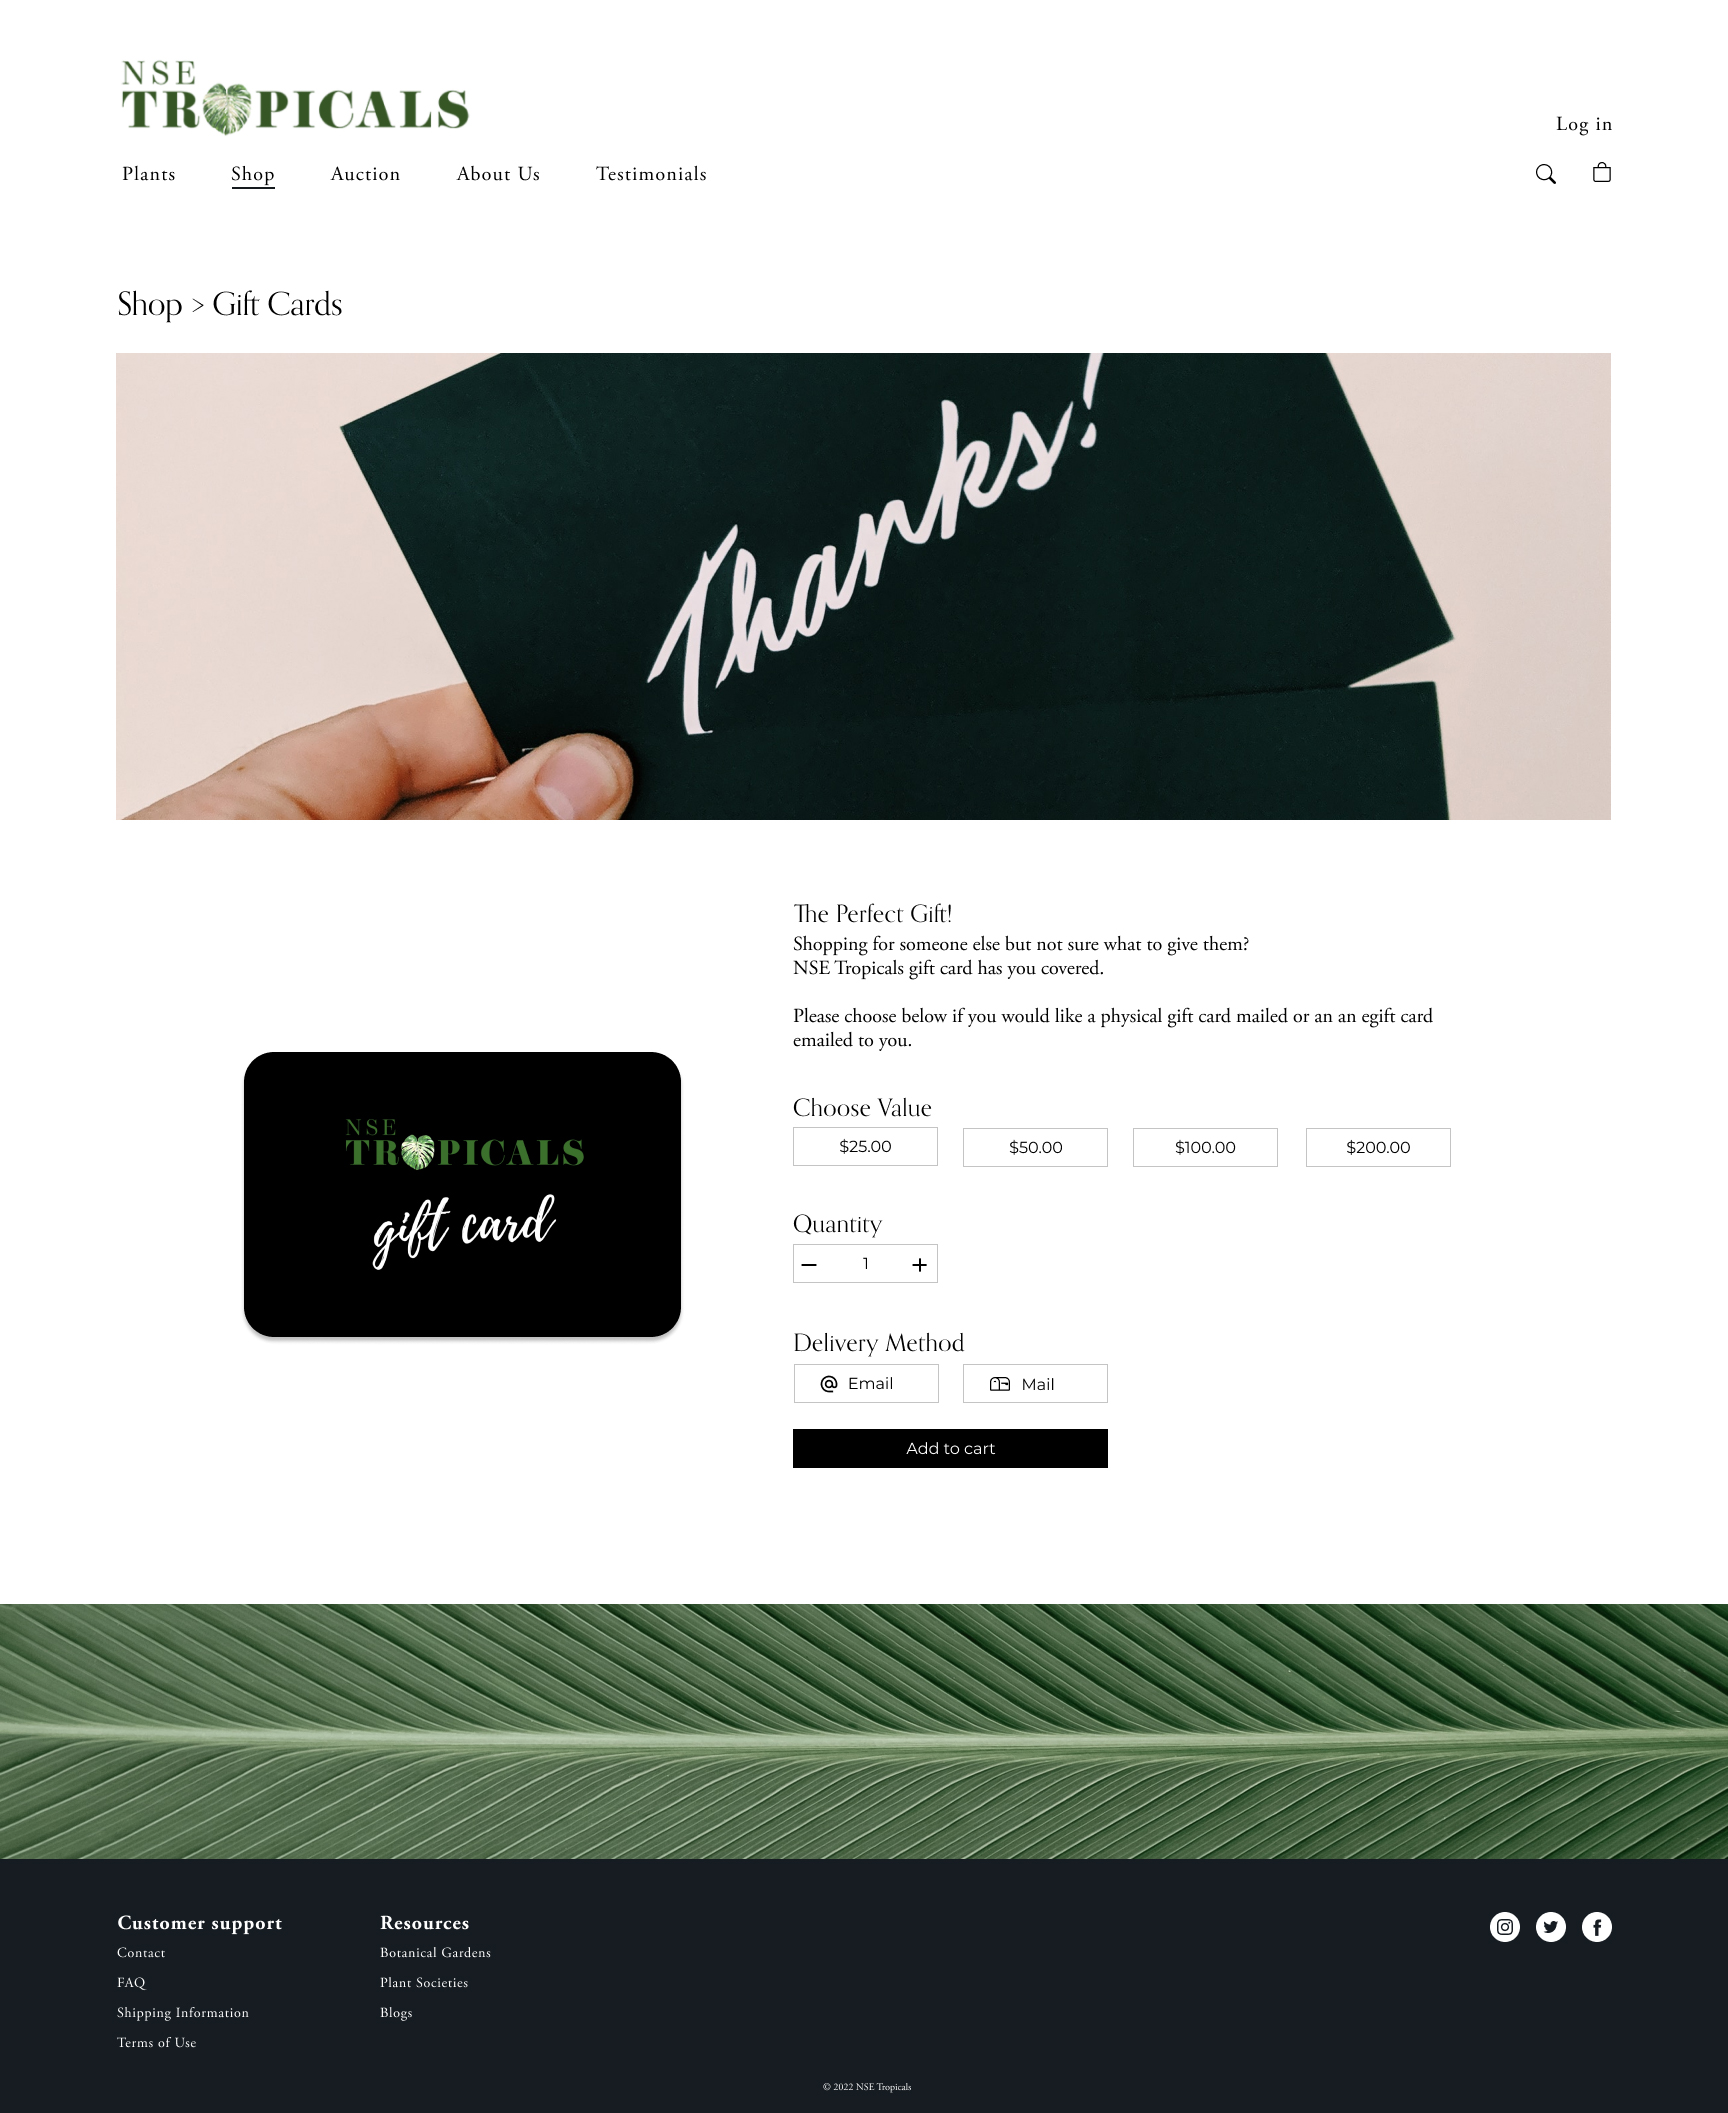 NSE
TROPICALS
Log in
Plants Shop Auction About Us Testimonials
Shop > Gift Cards
Thanks!
The Perfect Gift!
Shopping for someone else but not sure what to give them?
NSE Tropicals gift card has you covered.
Please choose below if you would like a physical gift card mailed or an an egift card
emailed to you.
NSE
TROPICALS
gift card
Choose Value
$25.00 $50.00 $100.00 $200.00
Quantity
1
Delivery Method
Email Mail
Add to cart
Customer support
Contact
FAQ
Shipping Information
Terms of Use
Resources
Botanical Gardens
Plant Societies
Blogs
© 2022 NSE Tropicals